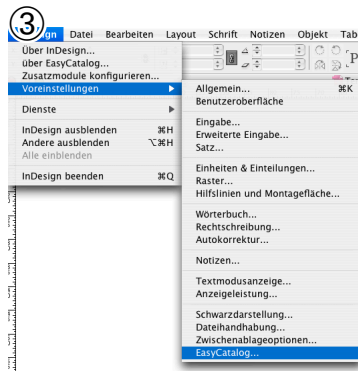 ③
Datei Bearbeiten Layout Schrift Notizen Objekt Tab
Über InDesign...
über EasyCatalog...
Zusatzmodule konfigurieren...
Voreinstellungen
Dienste
InDesign ausblenden ⌘H
Andere ausblenden ⌥⌘H
Alle einblenden
InDesign beenden ⌘Q
Allgemein... ⌘K
Benutzeroberfläche
Eingabe...
Erweiterte Eingabe...
Satz...
Einheiten & Einteilungen...
Raster...
Hilfslinien und Montagefläche...
Wörterbuch...
Rechtschreibung...
Autokorrektur...
Notizen...
Textmodusanzeige...
Anzeigeleistung...
Schwarzdarstellung...
Dateihandhabung...
Zwischenablageoptionen...
EasyCatalog...